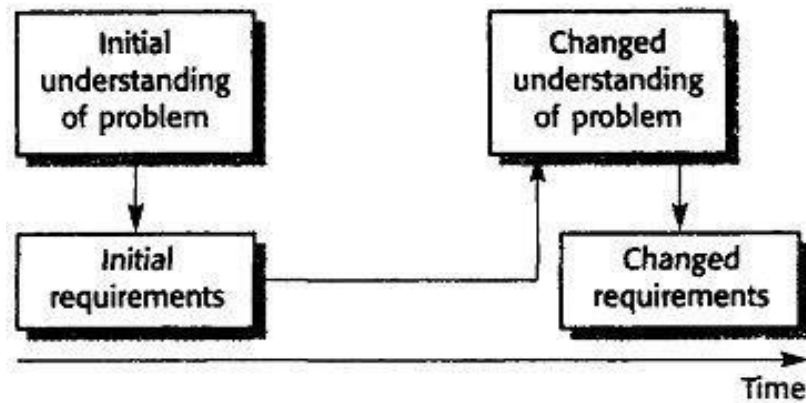 Initial
understanding
of problem
Changed
understanding
of problem
Initial
requirements
Changed
requirements
Time